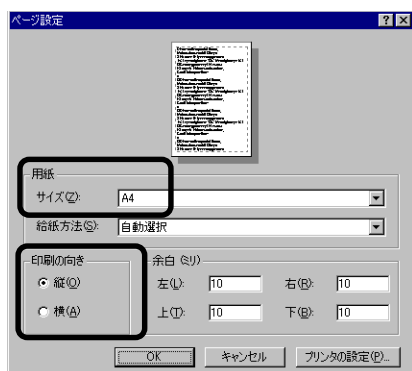 ページ設定
用紙
サイズ(Z): A4
給紙方法(S): 自動選択
印刷の向き
縦(O)
横(A)
余白 (ミリ)
左(L): 10 右(R): 10
上(T): 10 下(B): 10
OK キャンセル プリンタの設定(P)...